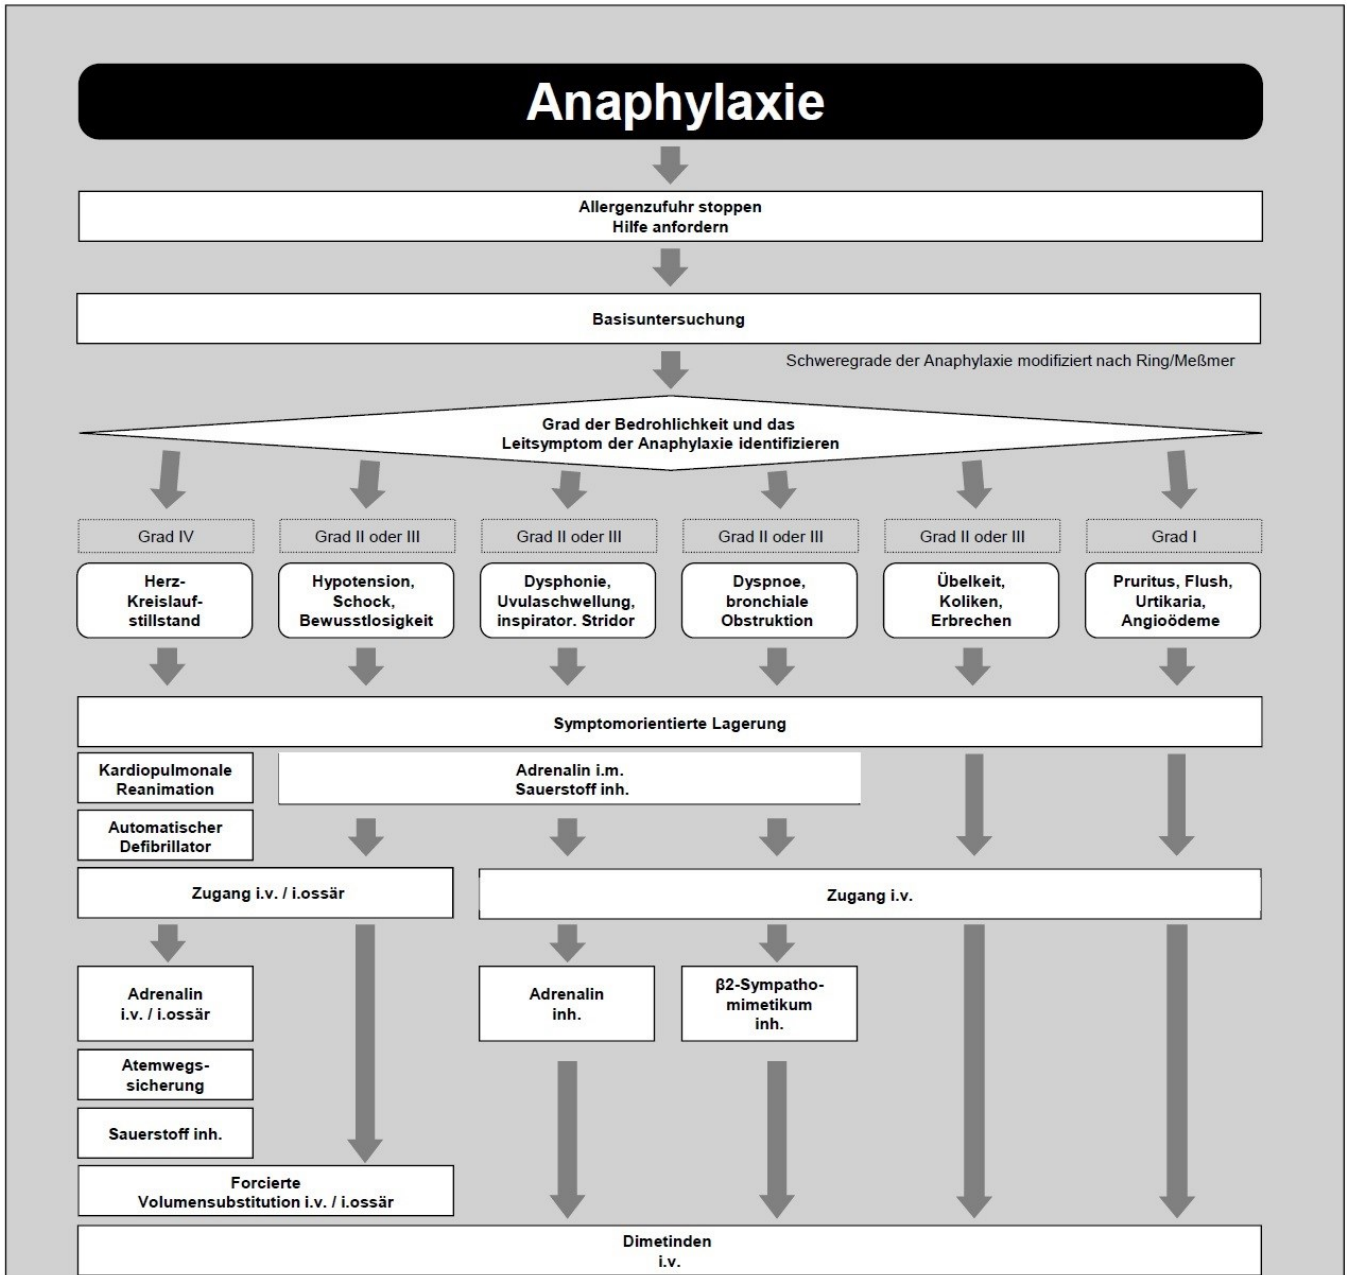 Anaphylaxie
Allergenzufuhr stoppen
Hilfe anfordern
Basisuntersuchung
Schweregrade der Anaphylaxie modifiziert nach Ring/Meßmer
Grad der Bedrohlichkeit und das
Leitsymptom der Anaphylaxie identifizieren
Grad IV
Grad II oder III
Grad II oder III
Grad II oder III
Grad II oder III
Grad I
Herz-
Kreislauf-
stillstand
Hypotension,
Schock,
Bewusstlosigkeit
Dysphonie,
Uvulaschwellung,
inspirator. Stridor
Dyspnoe,
bronchiale
Obstruktion
Übelkeit,
Koliken,
Erbrechen
Pruritus, Flush,
Urtikaria,
Angioödeme
Symptomorientierte Lagerung
Kardiopulmonale
Reanimation
Adrenalin i.m.
Sauerstoff inh.
Automatischer
Defibrillator
Zugang i.v. / i.ossär
Zugang i.v.
Adrenalin
i.v. / i.ossär
Adrenalin
inh.
β2-Sympatho-
mimetikum
inh.
Atemwegs-
sicherung
Sauerstoff inh.
Forcierte
Volumensubstitution i.v. / i.ossär
Dimetinden
i.v.